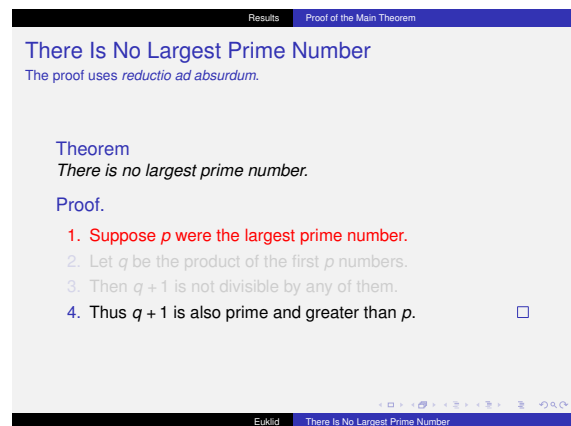 Results Proof of the Main Theorem
There Is No Largest Prime Number
The proof uses reductio ad absurdum.
Theorem
There is no largest prime number.
Proof.
1. Suppose p were the largest prime number.
2. Let q be the product of the first p numbers.
3. Then q + 1 is not divisible by any of them.
4. Thus q + 1 is also prime and greater than p.
Euklid There Is No Largest Prime Number